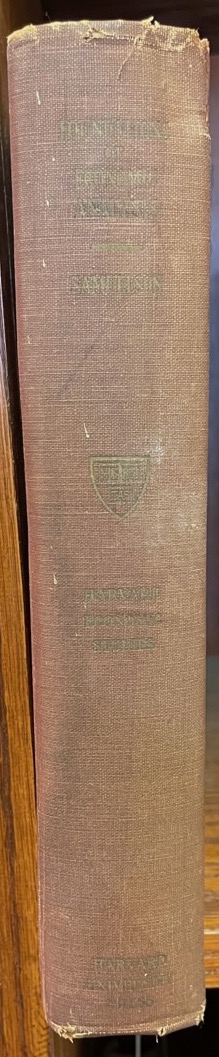 FOUNDATIONS
OF
ECONOMIC
ANALYSIS
SAMUELSON
HARVARD
ECONOMIC
STUDIES
HARVARD
UNIVERSITY
PRESS